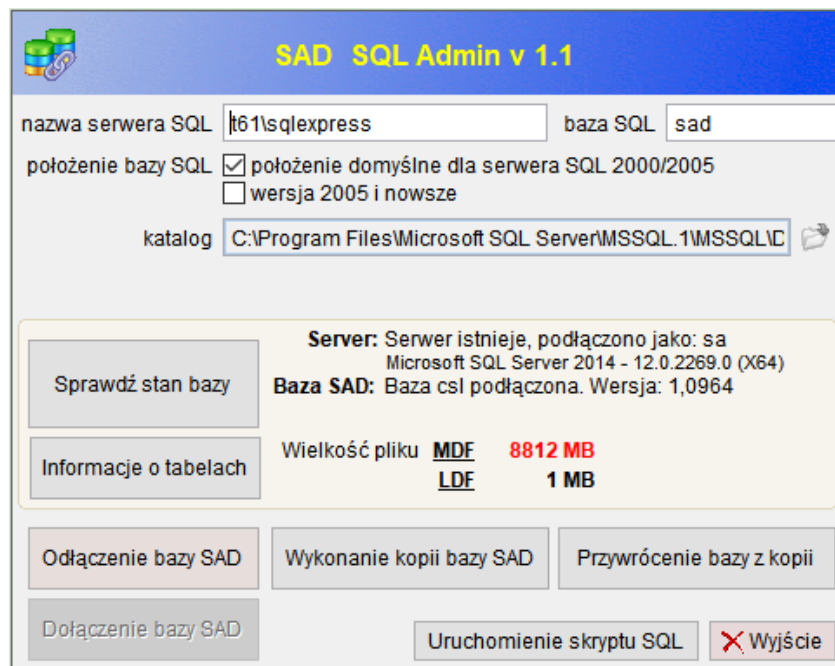 SAD SQL Admin v 1.1
nazwa serwera SQL t61\sqlexpress baza SQL sad
położenie bazy SQL położenie domyślne dla serwera SQL 2000/2005
wersja 2005 i nowsze
katalog C:\Program Files\Microsoft SQL Server\MSSQL.1\MSSQL\D
Server: Serwer istnieje, podłączono jako: sa
Microsoft SQL Server 2014 - 12.0.2269.0 (X64)
Sprawdź stan bazy
Baza SAD: Baza csl podłączona. Wersja: 1,0964
Wielkość pliku MDF 8812 MB
Informacje o tabelach
LDF 1 MB
Odłączenie bazy SAD Wykonanie kopii bazy SAD Przywrócenie bazy z kopii
Dołączenie bazy SAD
Uruchomienie skryptu SQL Wyjście